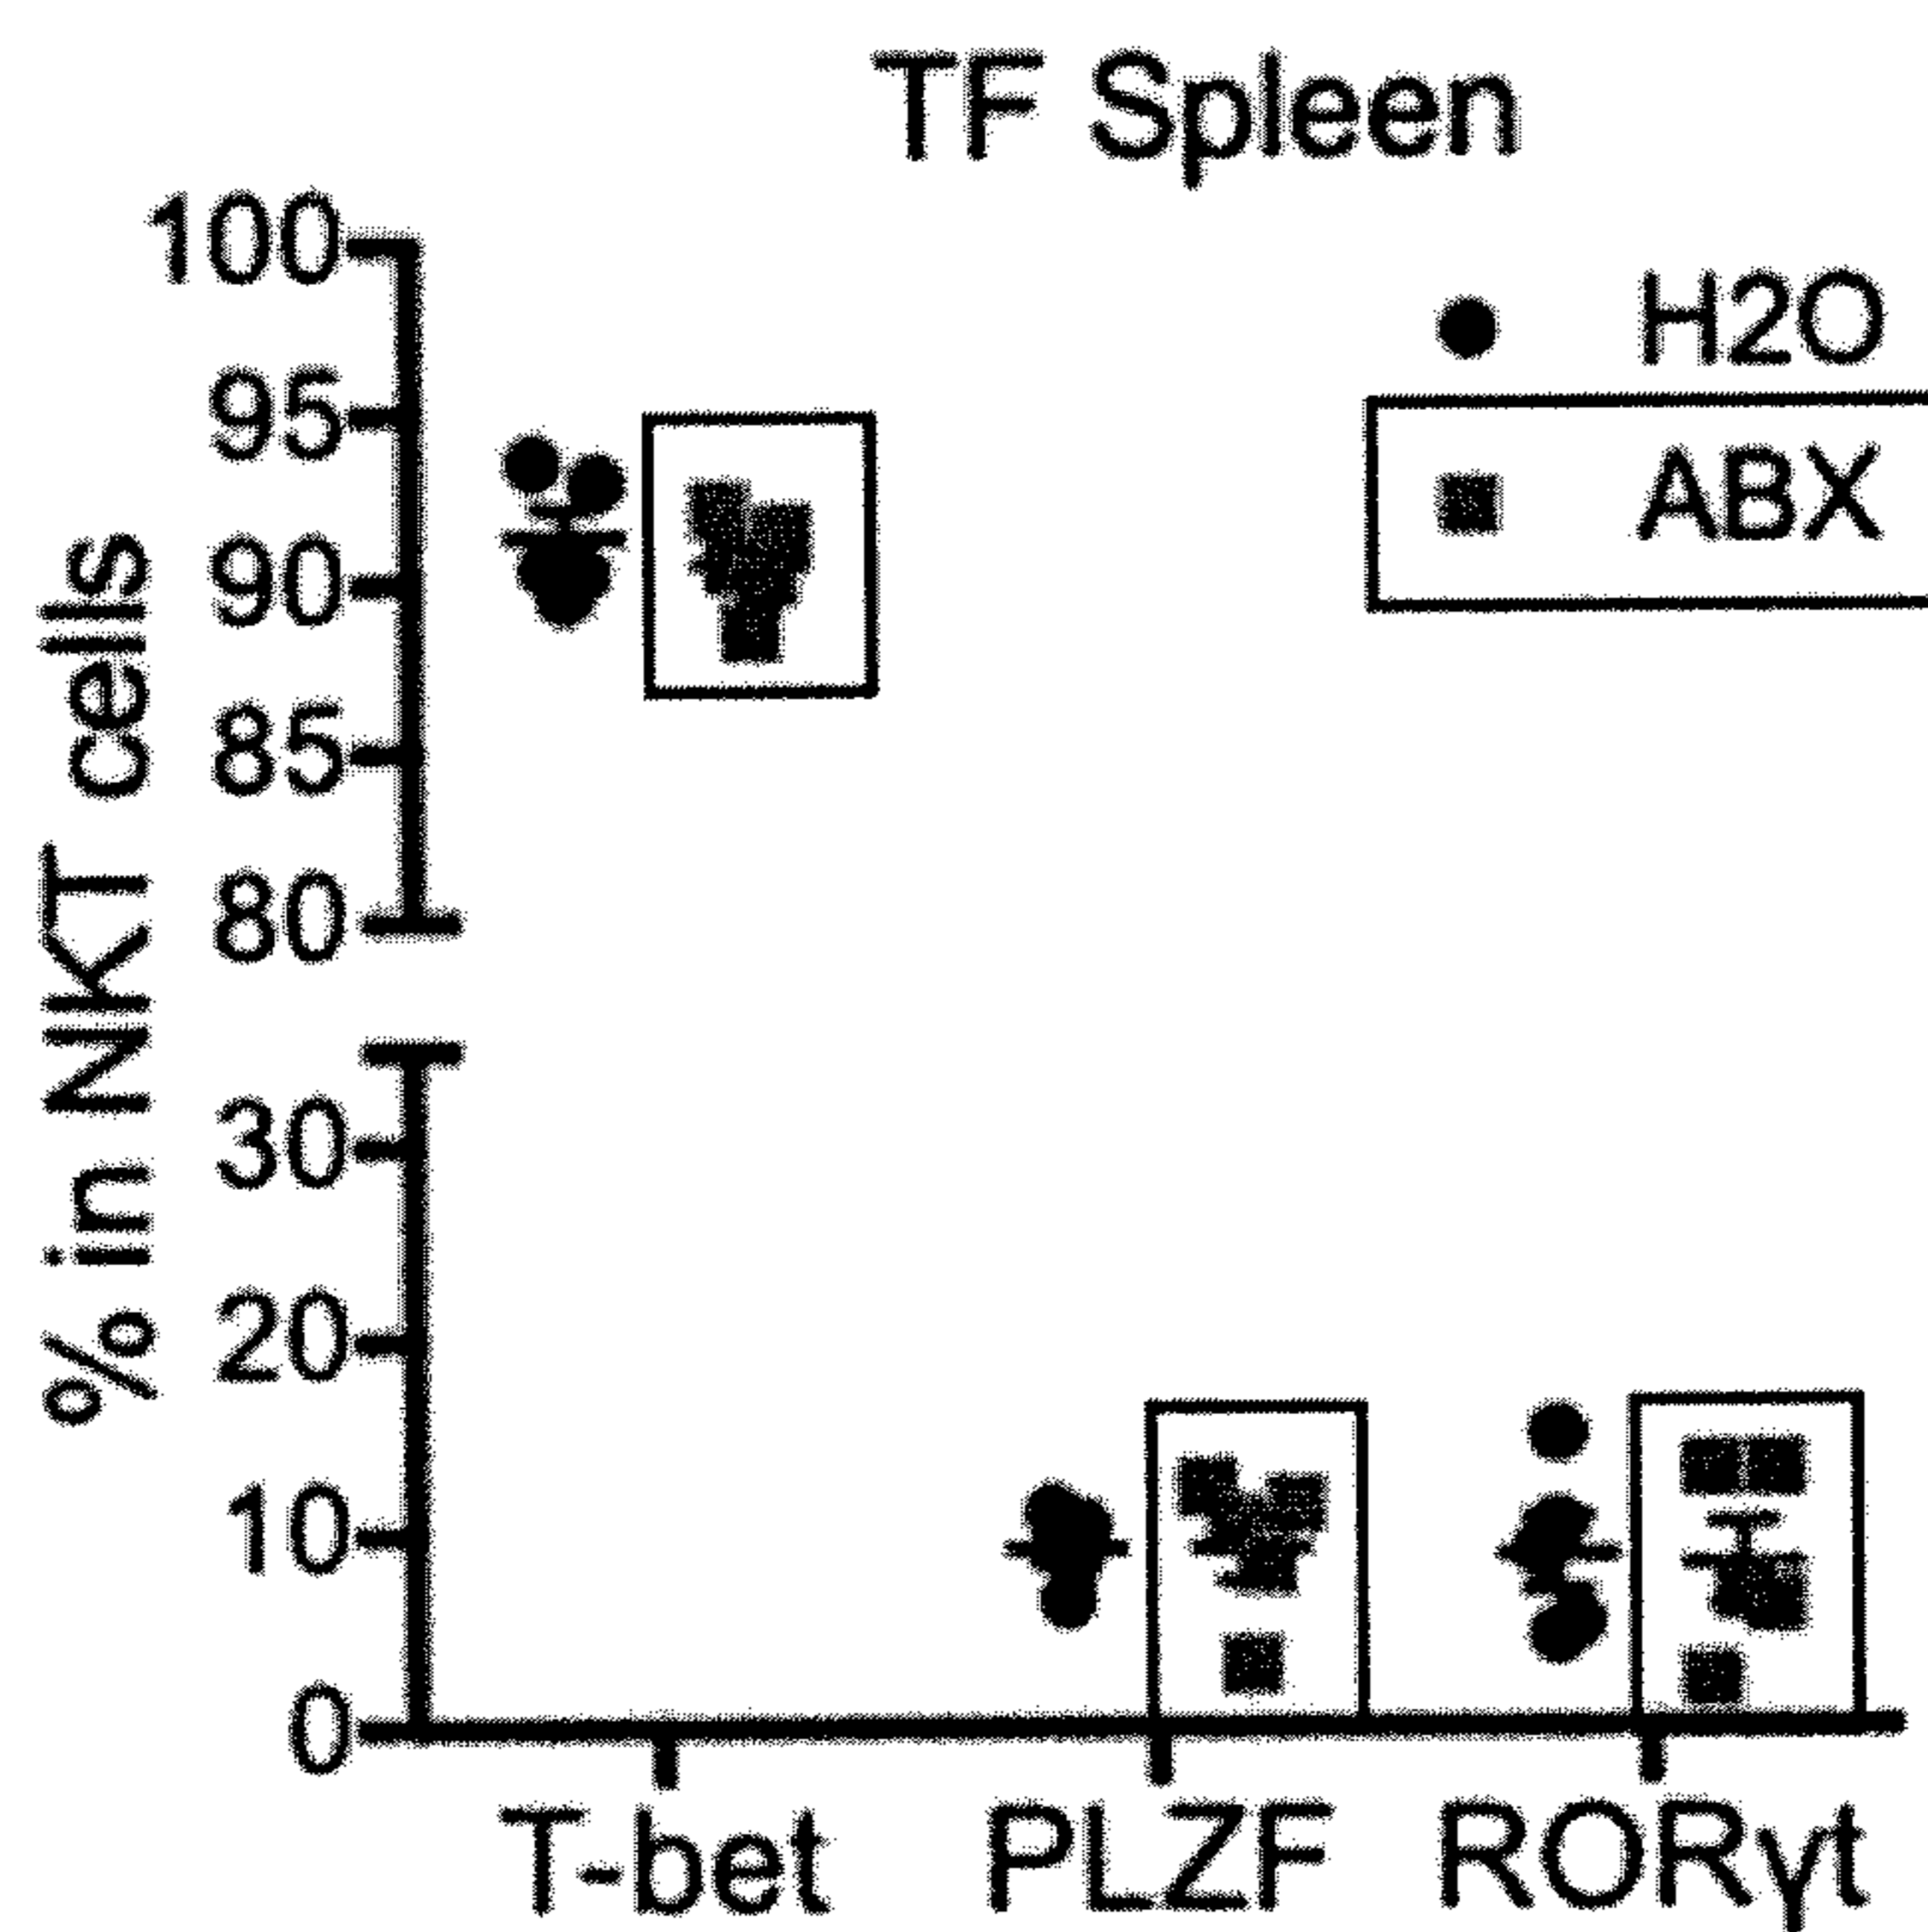 TF Spleen
100
95
90
85
80
30
20
10
0
% in NKT cells
H2O
ABX
T-bet
PLZF
RORγt